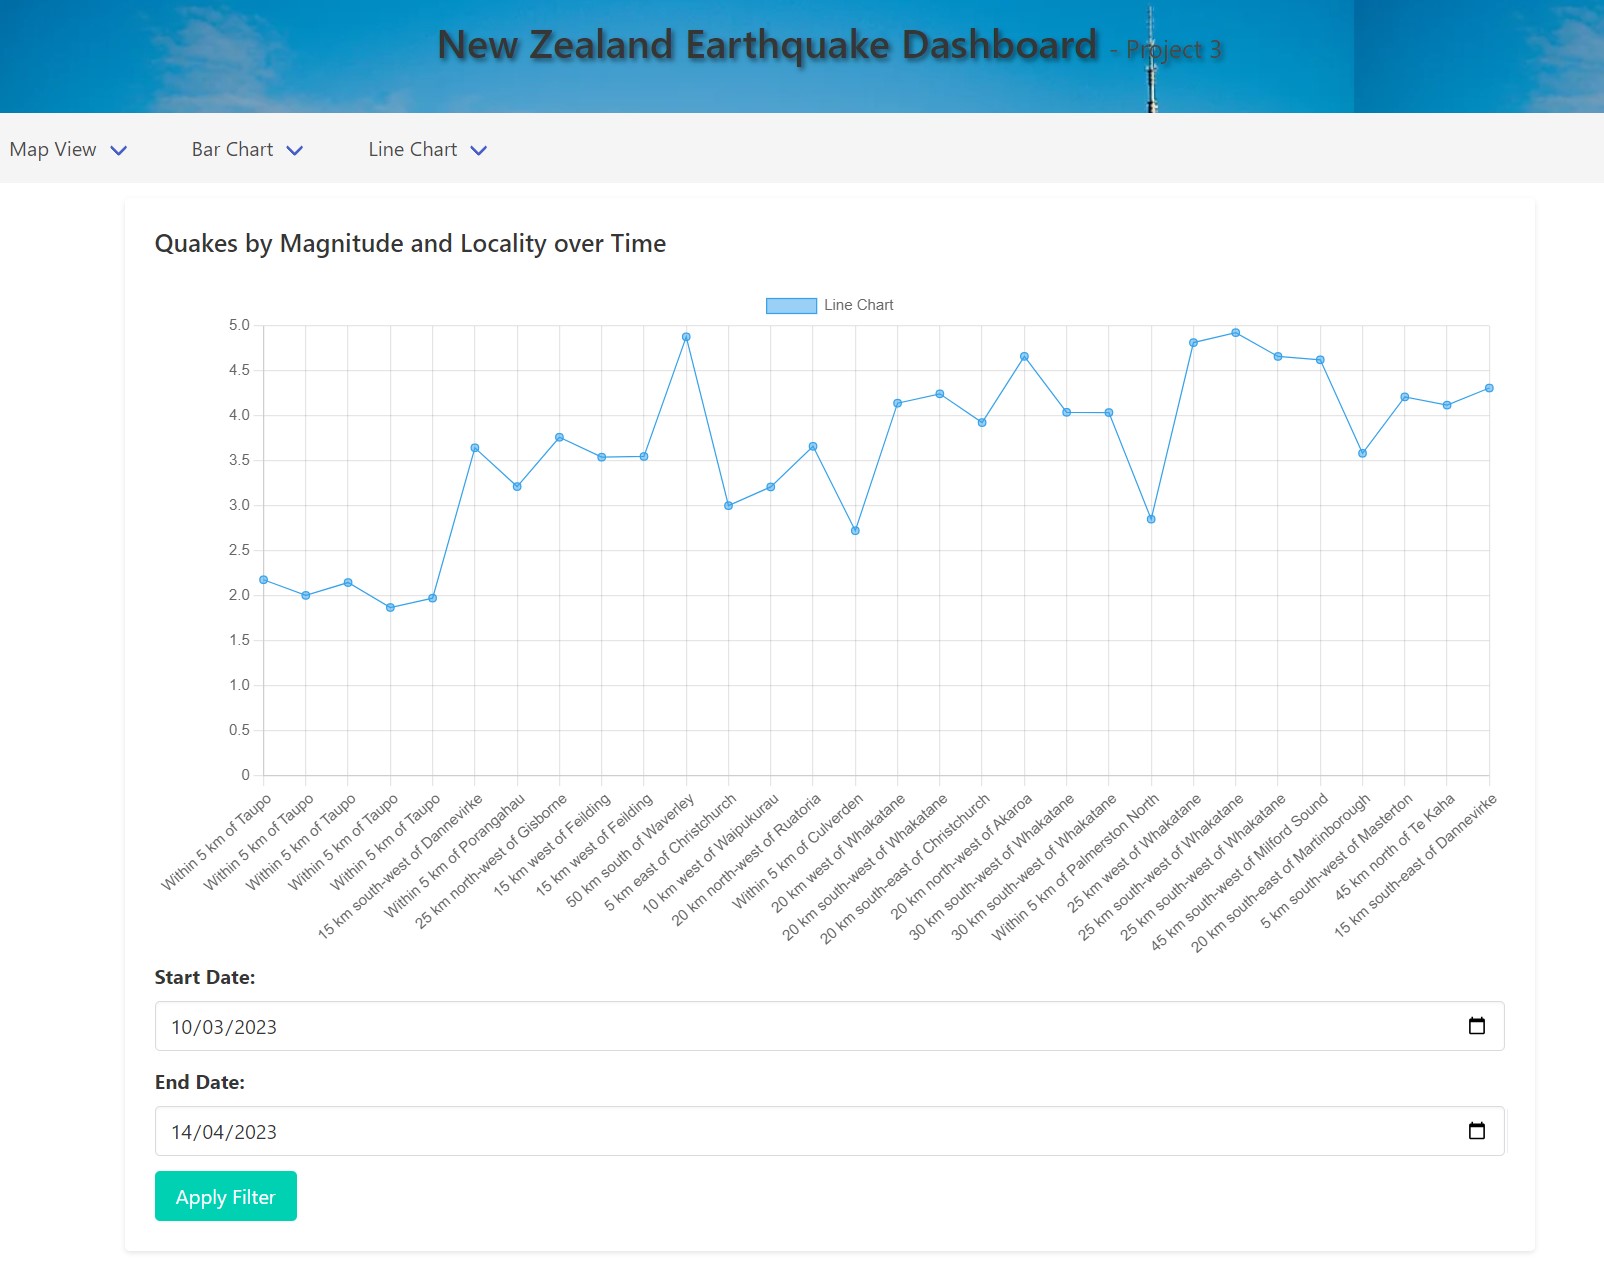 New Zealand Earthquake Dashboard - Project 3
Map View Bar Chart Line Chart
Quakes by Magnitude and Locality over Time
Line Chart
5.0
4.5
4.0
3.5
3.0
2.5
2.0
1.5
1.0
0.5
0
Within 5 km of Taupo
Within 5 km of Taupo
Within 5 km of Taupo
Within 5 km of Taupo
Within 5 km of Taupo
15 km south-west of Dannevirke
Within 5 km of Porangahau
25 km north-west of Gisborne
15 km west of Feilding
15 km west of Feilding
50 km south of Waverley
5 km east of Christchurch
10 km west of Waipukurau
20 km north-west of Ruatoria
Within 5 km of Culverden
20 km west of Whakatane
20 km south-west of Whakatane
20 km south-east of Christchurch
20 km north-west of Akaroa
30 km south-west of Whakatane
30 km south-west of Whakatane
Within 5 km of Palmerston North
25 km west of Whakatane
25 km south-west of Whakatane
25 km south-west of Whakatane
45 km south-west of Milford Sound
20 km south-east of Martinborough
5 km south-west of Masterton
45 km north of Te Kaha
15 km south-east of Dannevirke
Start Date:
10/03/2023
End Date:
14/04/2023
Apply Filter